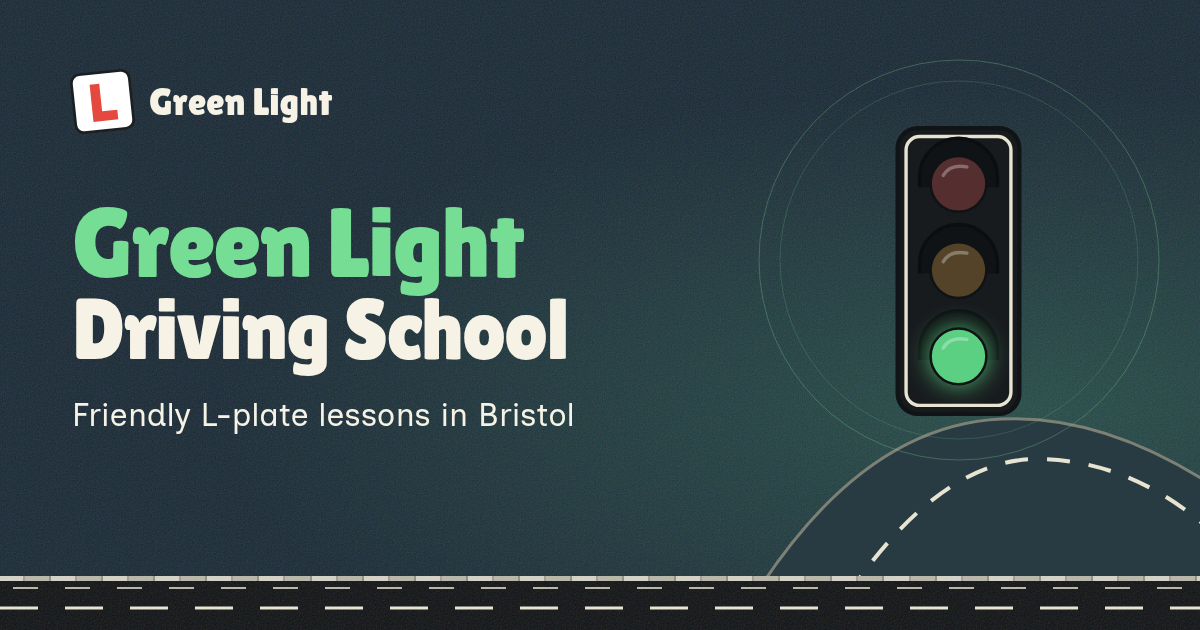 L
Green Light
Green Light
Driving School
Friendly L-plate lessons in Bristol